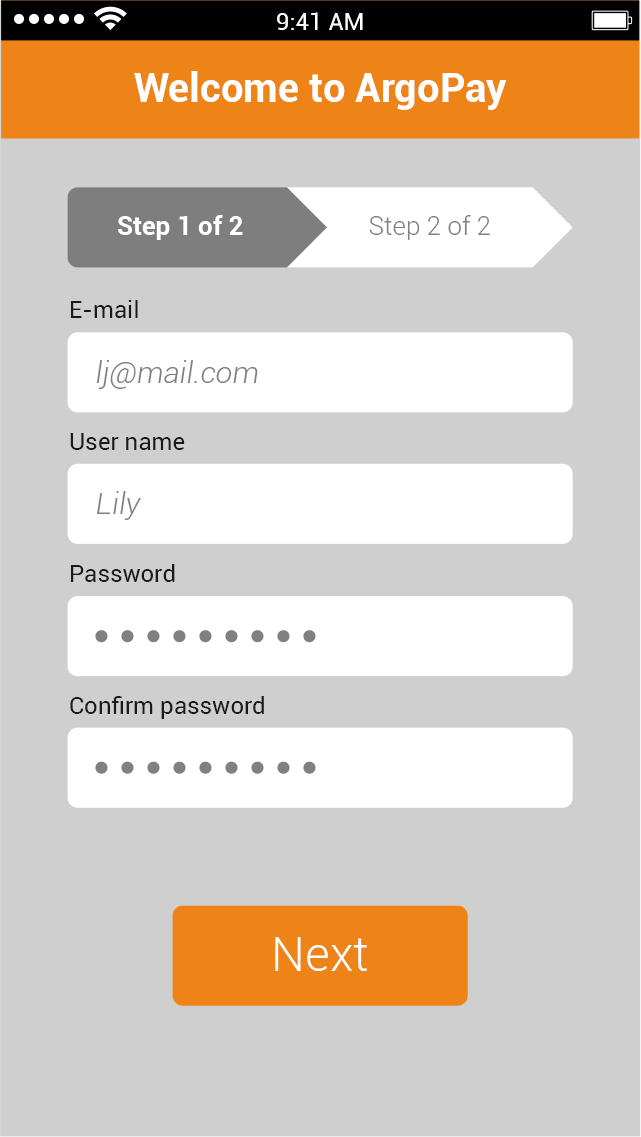 9:41 AM
Welcome to ArgoPay
Step 1 of 2
Step 2 of 2
E-mail
lj@mail.com
User name
Lily
Password
Confirm password
Next